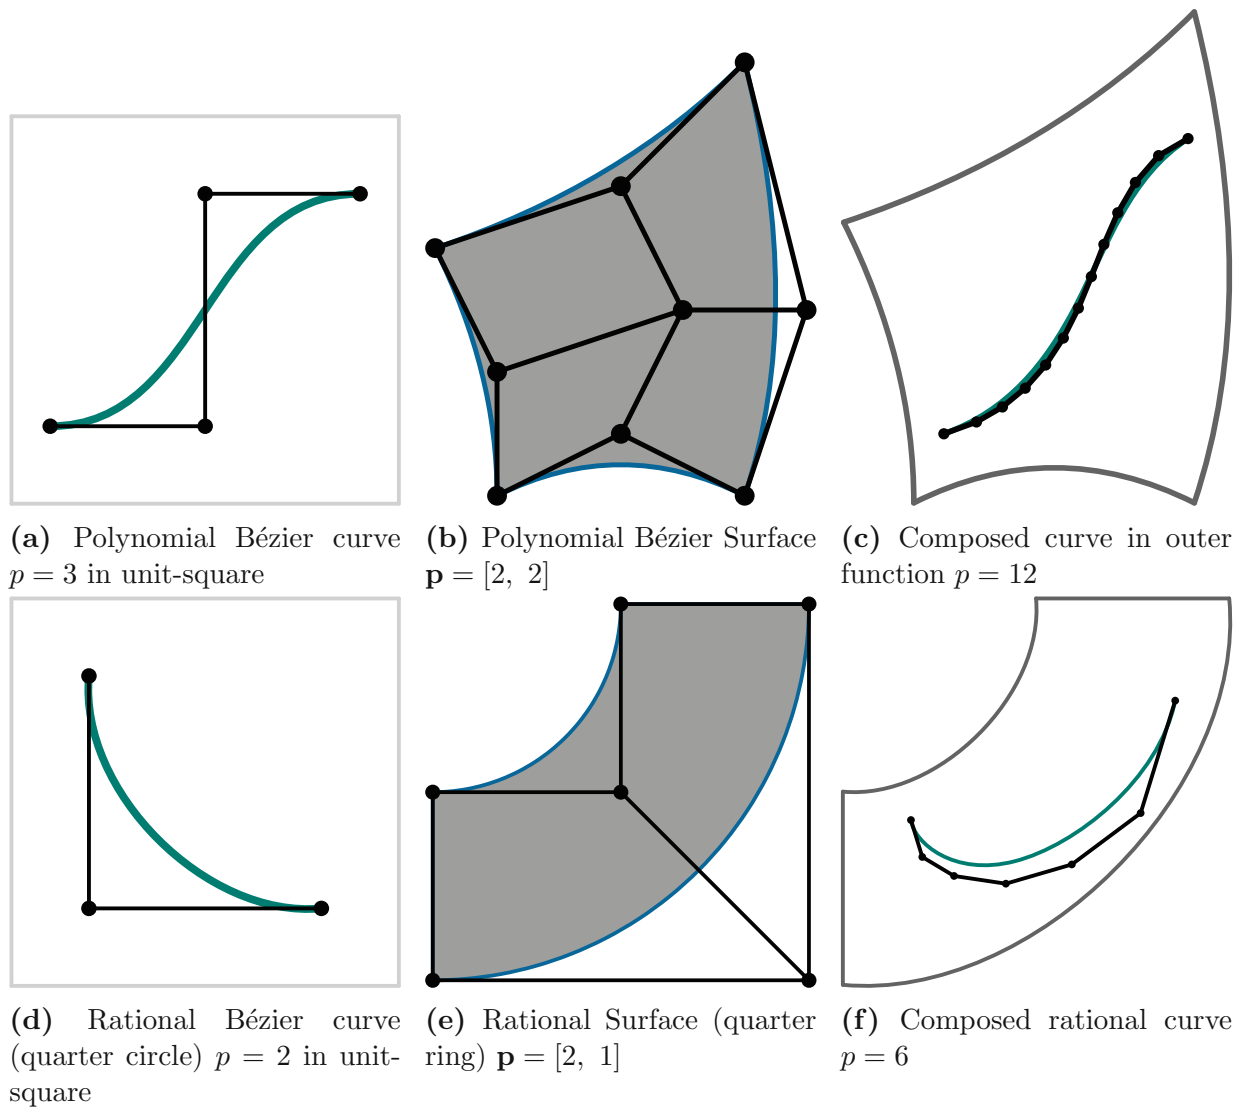 (a) Polynomial Bézier curve
p = 3 in unit-square
(b) Polynomial Bézier Surface
p = [2, 2]
(c) Composed curve in outer
function p = 12
(d) Rational Bézier curve
(quarter circle) p = 2 in unit-
square
(e) Rational Surface (quarter
ring) p = [2, 1]
(f) Composed rational curve
p = 6